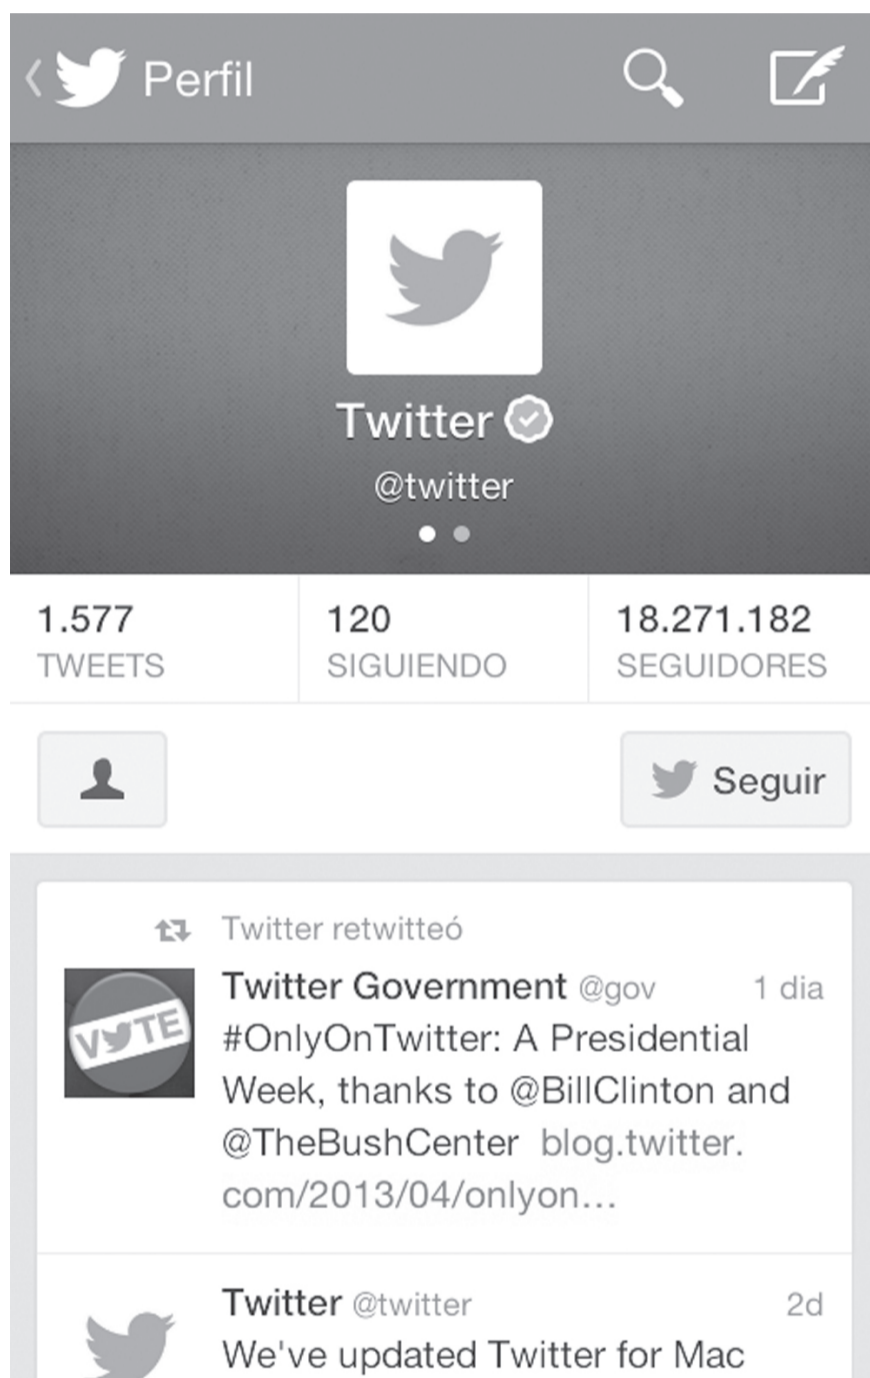 Perfil
Twitter
@twitter
1.577
TWEETS
120
SIGUIENDO
18.271.182
SEGUIDORES
Seguir
Twitter retwitteó
Twitter Government @gov 1 dia
VOTE
#OnlyOnTwitter: A Presidential
Week, thanks to @BillClinton and
@TheBushCenter blog.twitter.
com/2013/04/onlyon...
Twitter @twitter 2d
We've updated Twitter for Mac